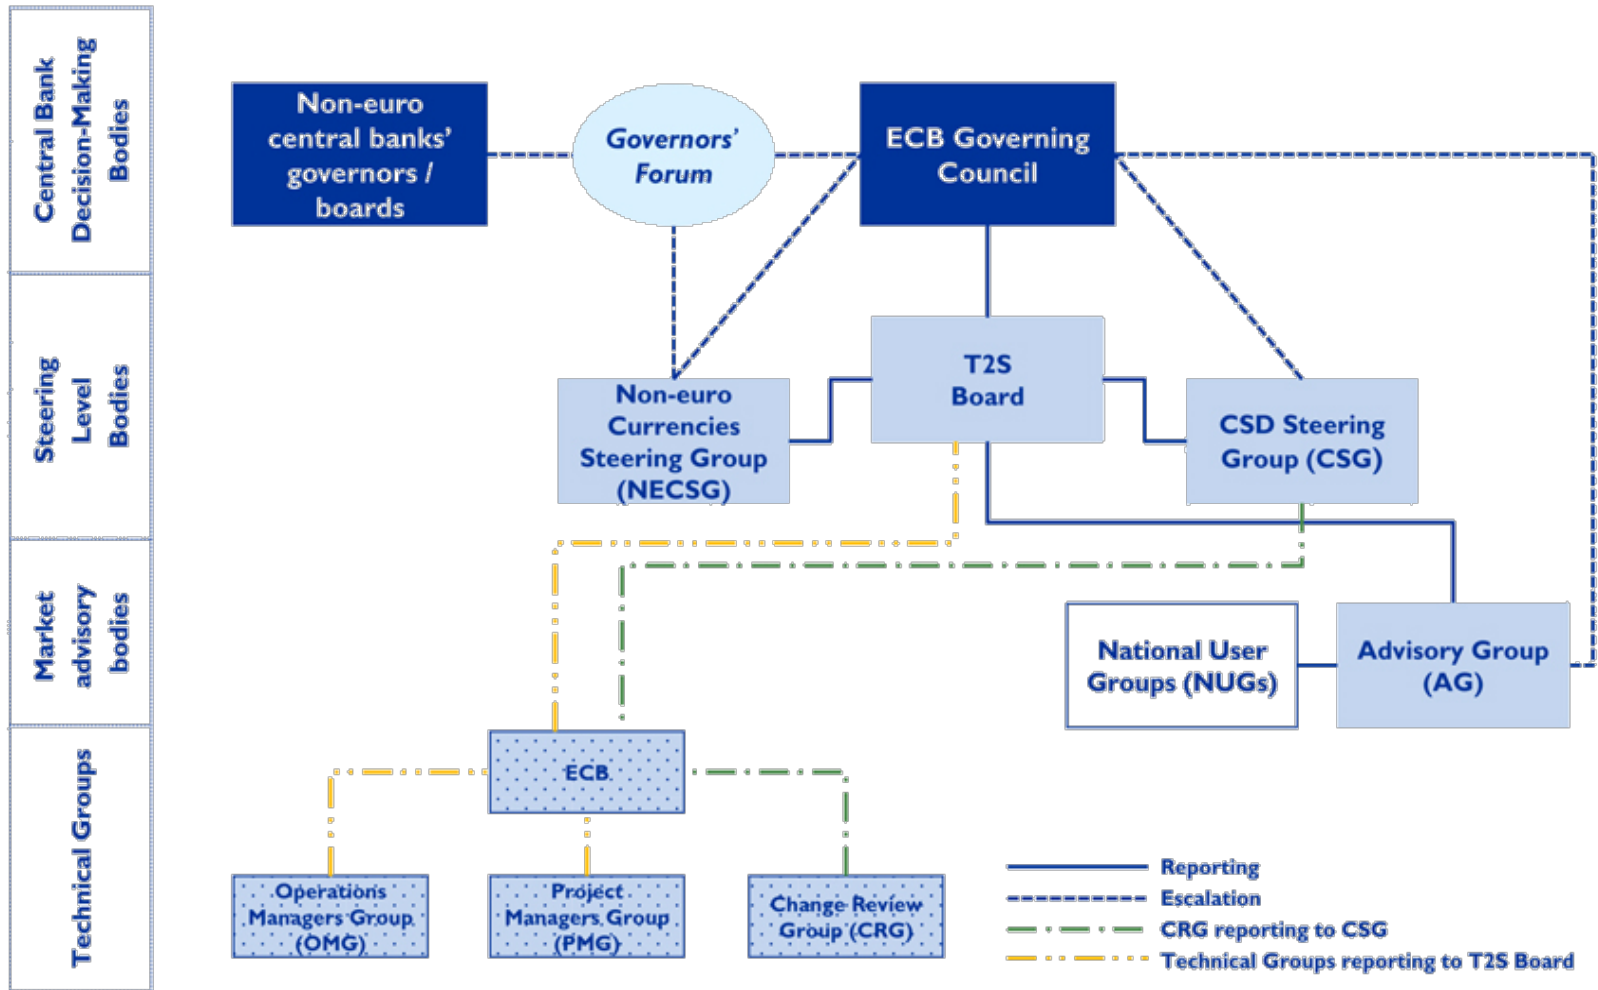 Central Bank
Decision-Making
Bodies
Non-euro
central banks’
governors /
boards
Governors’
Forum
ECB Governing
Council
Steering
Level
Bodies
T2S
Board
Non-euro
Currencies
Steering Group
(NECSG)
CSD Steering
Group (CSG)
Market
advisory
bodies
National User
Groups (NUGs)
Advisory Group
(AG)
Technical Groups
ECB
Operations
Managers Group
(OMG)
Project
Managers Group
(PMG)
Change Review
Group (CRG)
Reporting
Escalation
CRG reporting to CSG
Technical Groups reporting to T2S Board